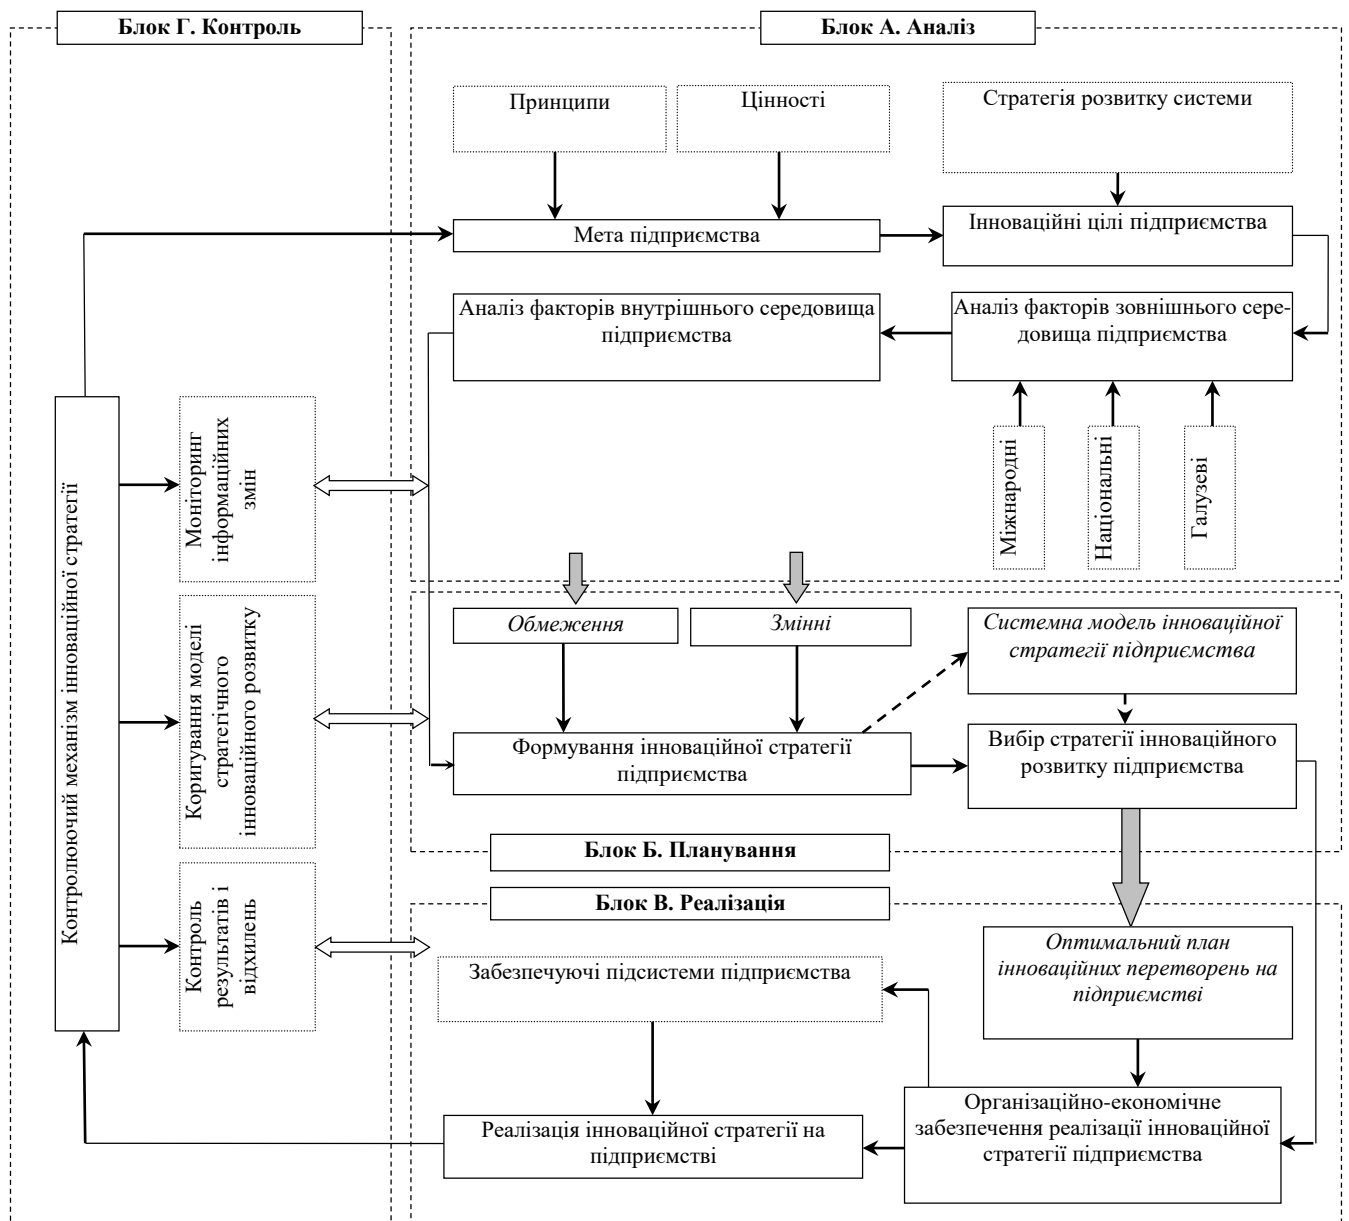 Блок Г. Контроль
Блок А. Аналіз
Принципи
Цінності
Стратегія розвитку системи
Мета підприємства
Інноваційні цілі підприємства
Аналіз факторів внутрішнього середовища
підприємства
Аналіз факторів зовнішнього сере-
довища підприємства
Міжнародні
Національні
Галузеві
Контролюючий механізм інноваційної стратегії
Моніторинг
інформаційних
змін
Коригування моделі
стратегічного
інноваційного розвитку
Контроль
результатів і
відхилень
Обмеження
Змінні
Системна модель інноваційної
стратегії підприємства
Формування інноваційної стратегії
підприємства
Вибір стратегії інноваційного
розвитку підприємства
Блок Б. Планування
Блок В. Реалізація
Оптимальний план
інноваційних перетворень на
підприємстві
Забезпечуючі підсистеми підприємства
Організаційно-економічне
забезпечення реалізації інноваційної
стратегії підприємства
Реалізація інноваційної стратегії на
підприємстві